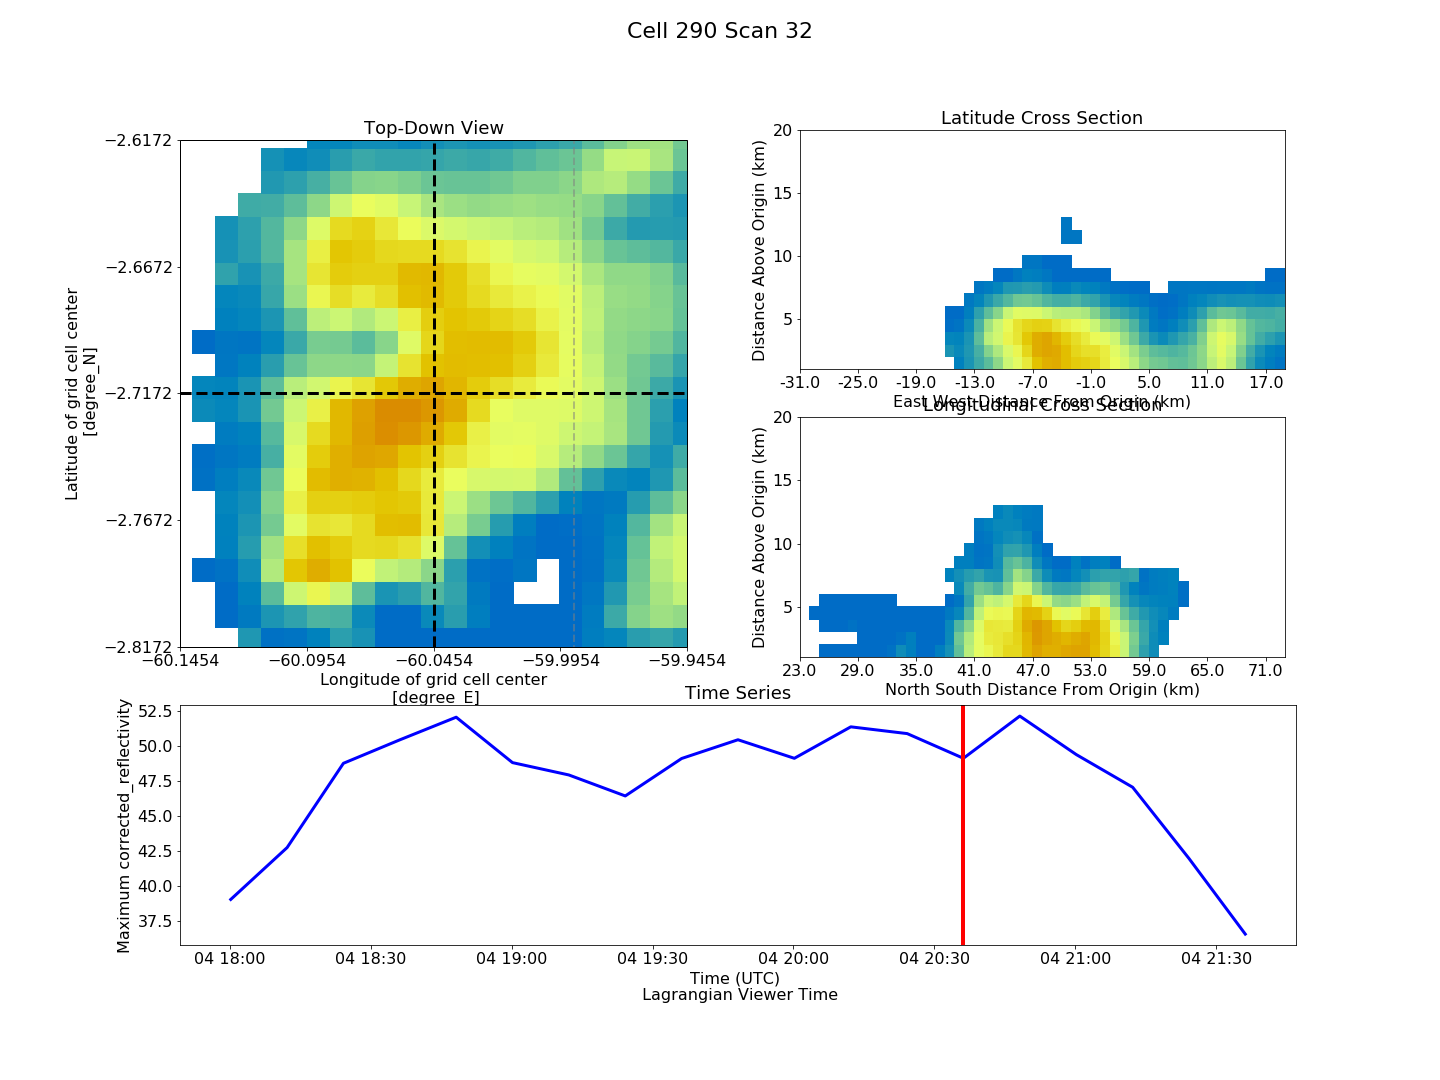 Cell 290 Scan 32
Top-Down View
−2.6172
−2.6672
−2.7172
−2.7672
−2.8172
Latitude of grid cell center
[degree_N]
−60.1454 −60.0954 −60.0454 −59.9954 −59.9454
Longitude of grid cell center
[degree_E]
Latitude Cross Section
20
15
10
5
Distance Above Origin (km)
-31.0 -25.0 -19.0 -13.0 -7.0 -1.0 5.0 11.0 17.0
East West Distance From Origin (km)
Longitudinal Cross Section
20
15
10
5
Distance Above Origin (km)
23.0 29.0 35.0 41.0 47.0 53.0 59.0 65.0 71.0
North South Distance From Origin (km)
Time Series
52.5
50.0
47.5
45.0
42.5
40.0
37.5
Maximum corrected_reflectivity
04 18:00 04 18:30 04 19:00 04 19:30 04 20:00 04 20:30 04 21:00 04 21:30
Time (UTC)
Lagrangian Viewer Time